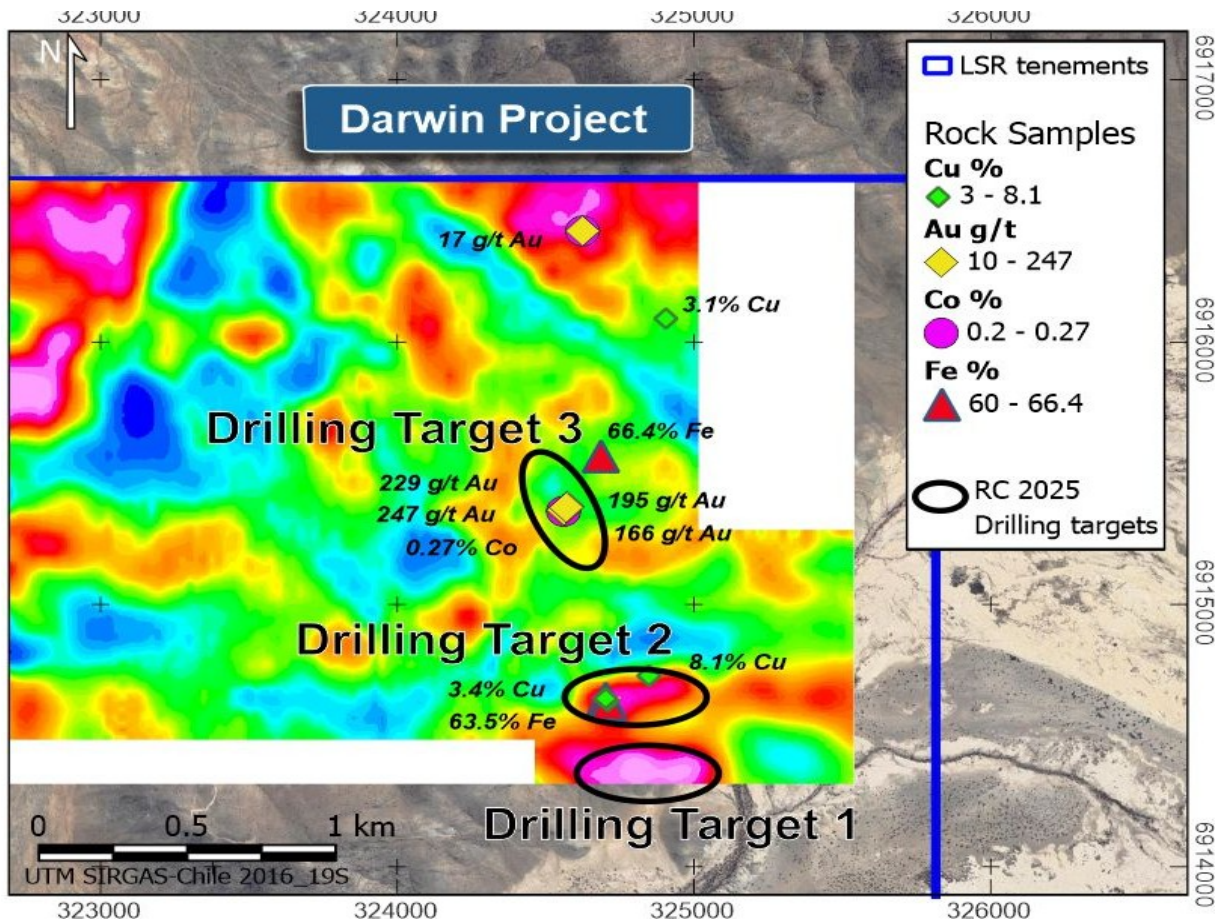 323000 324000 325000 326000
N
Darwin Project
LSR tenements
Rock Samples
Cu %
3 - 8.1
Au g/t
10 - 247
Co %
0.2 - 0.27
Fe %
60 - 66.4
RC 2025
Drilling targets
6917000
6916000
6915000
6914000
17 g/t Au
3.1% Cu
Drilling Target 3
66.4% Fe
229 g/t Au
247 g/t Au
0.27% Co
195 g/t Au
166 g/t Au
Drilling Target 2
8.1% Cu
3.4% Cu
63.5% Fe
Drilling Target 1
0 0.5 1 km
UTM SIRGAS-Chile 2016_19S
323000 324000 325000 326000